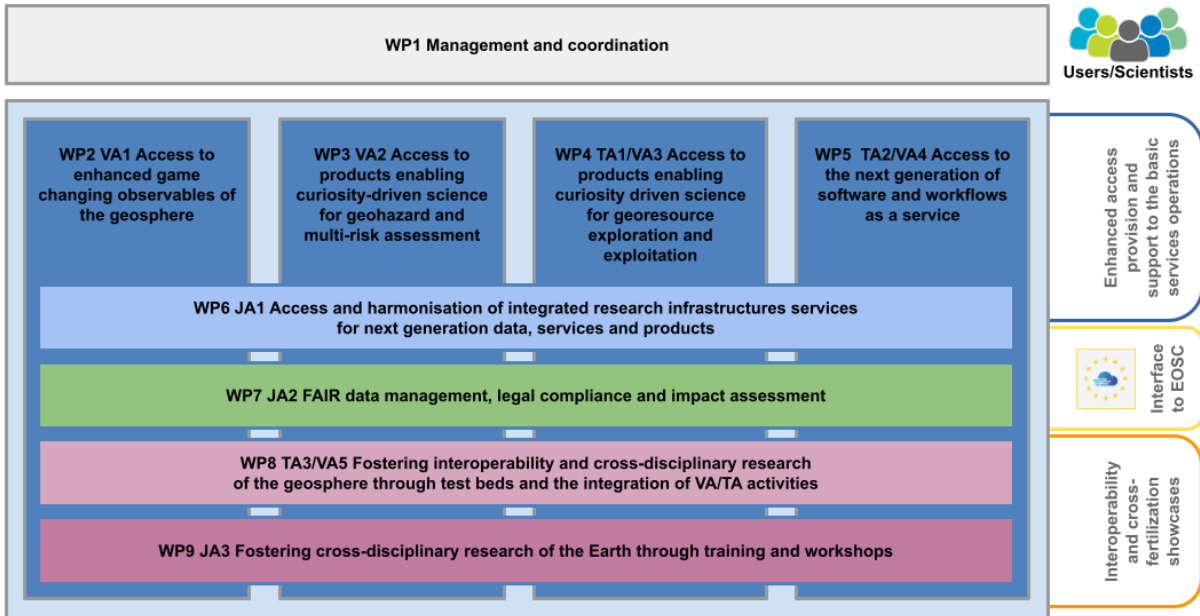 WP1 Management and coordination
Users/Scientists
WP2 VA1 Access to
enhanced game
changing observables of
the geosphere
WP3 VA2 Access to
products enabling
curiosity-driven science
for geohazard and
multi-risk assessment
WP4 TA1/VA3 Access to
products enabling
curiosity driven science
for georesource
exploration and
exploitation
WP5 TA2/VA4 Access to
the next generation of
software and workflows
as a service
WP6 JA1 Access and harmonisation of integrated research infrastructures services
for next generation data, services and products
WP7 JA2 FAIR data management, legal compliance and impact assessment
WP8 TA3/VA5 Fostering interoperability and cross-disciplinary research
of the geosphere through test beds and the integration of VA/TA activities
WP9 JA3 Fostering cross-disciplinary research of the Earth through training and workshops
Enhanced access
provision and
support to the basic
services operations
Interface
to EOSC
Interoperability
and cross-
fertilization
showcases